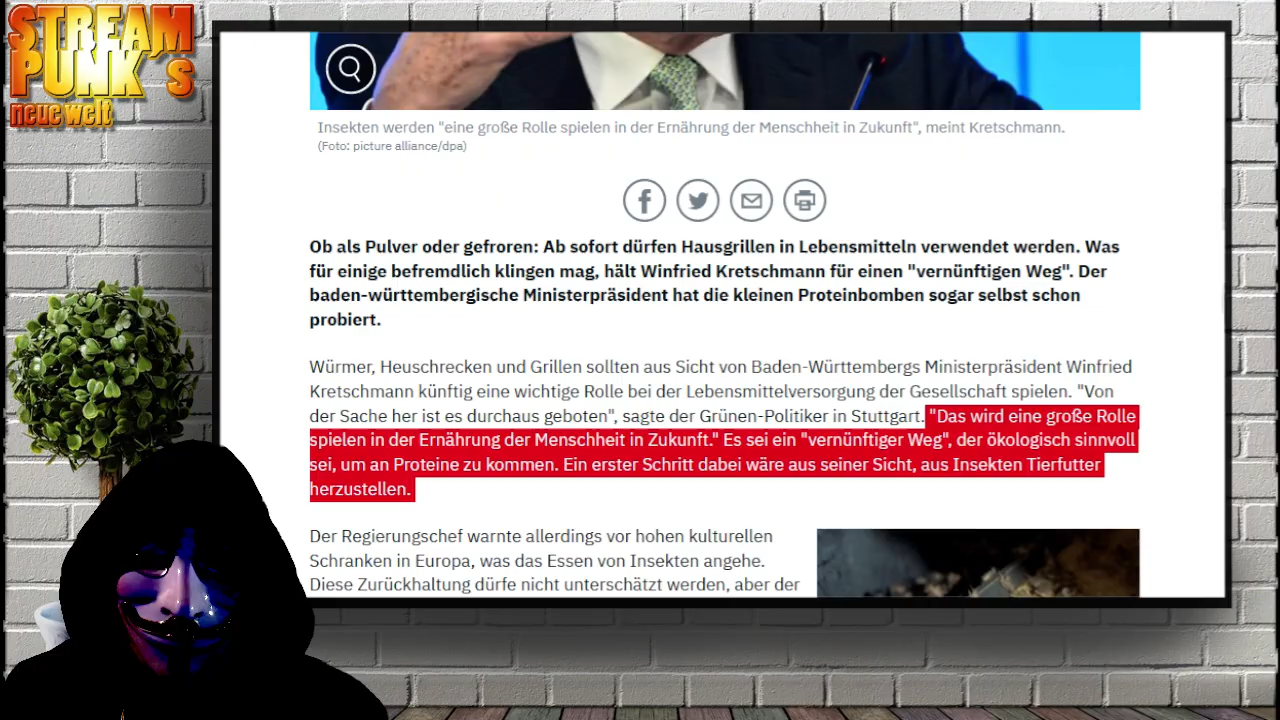 STREAM
PUNK´s
neue welt
Insekten werden "eine große Rolle spielen in der Ernährung der Menschheit in Zukunft", meint Kretschmann.
(Foto: picture alliance/dpa)
Ob als Pulver oder gefroren: Ab sofort dürfen Hausgrillen in Lebensmitteln verwendet werden. Was
für einige befremdlich klingen mag, hält Winfried Kretschmann für einen "vernünftigen Weg". Der
baden-württembergische Ministerpräsident hat die kleinen Proteinbomben sogar selbst schon
probiert.
Würmer, Heuschrecken und Grillen sollten aus Sicht von Baden-Württembergs Ministerpräsident Winfried
Kretschmann künftig eine wichtige Rolle bei der Lebensmittelversorgung der Gesellschaft spielen. "Von
der Sache her ist es durchaus geboten", sagte der Grünen-Politiker in Stuttgart. "Das wird eine große Rolle
spielen in der Ernährung der Menschheit in Zukunft." Es sei ein "vernünftiger Weg", der ökologisch sinnvoll
sei, um an Proteine zu kommen. Ein erster Schritt dabei wäre aus seiner Sicht, aus Insekten Tierfutter
herzustellen.
Der Regierungschef warnte allerdings vor hohen kulturellen
Schranken in Europa, was das Essen von Insekten angehe.
Diese Zurückhaltung dürfe nicht unterschätzt werden, aber der